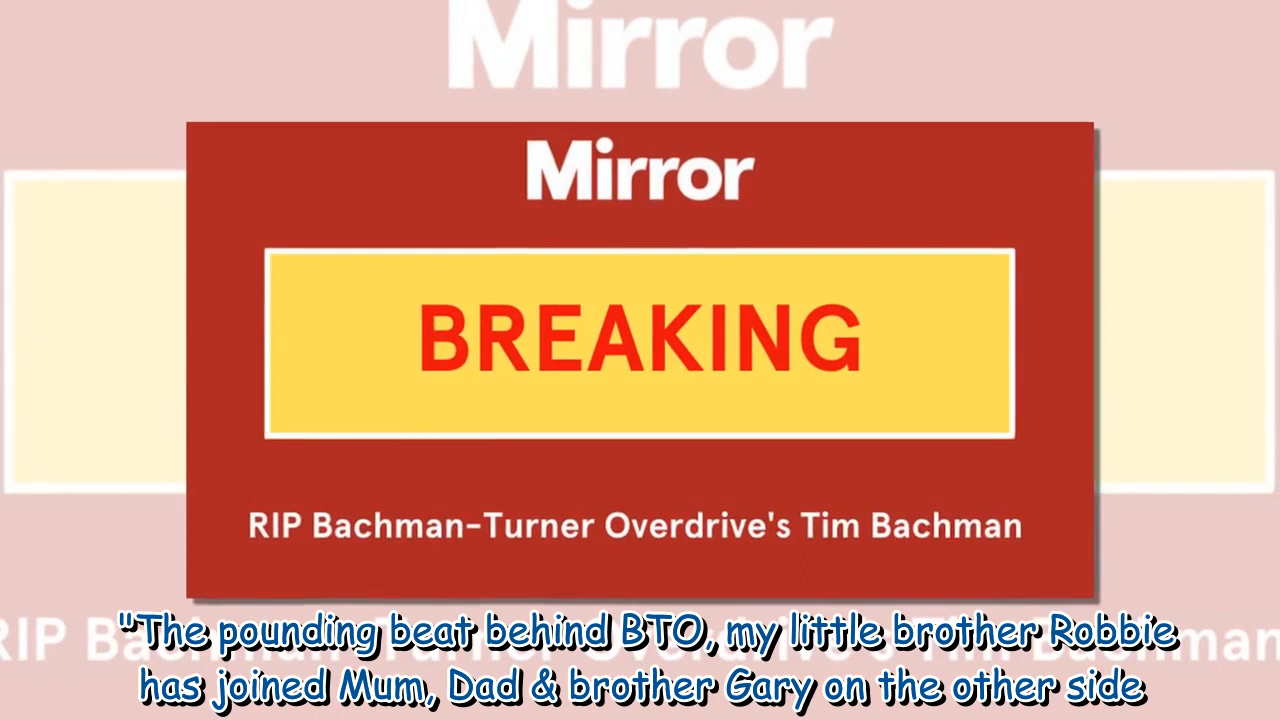 Mirror
Mirror
BREAKING
RIP Bachman-Turner Overdrive's Tim Bachman
"The pounding beat behind BTO, my little brother Robbie
has joined Mum, Dad & brother Gary on the other side